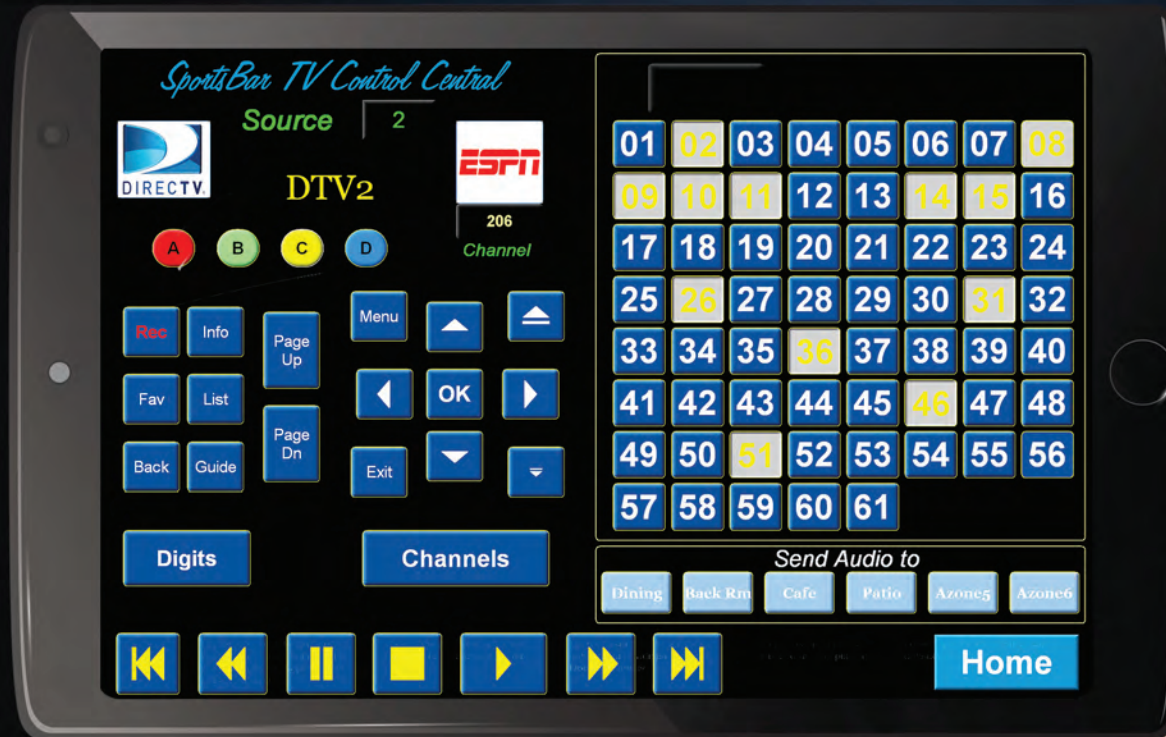 SportsBar TV Control Central
Source 2
DIRECTV.
DTV2
ESPN
206
Channel
A B C D
Rec Info Page Up Menu
Fav List OK
Back Guide Page Dn Exit
Digits Channels
01 02 03 04 05 06 07 08
09 10 11 12 13 14 15 16
17 18 19 20 21 22 23 24
25 26 27 28 29 30 31 32
33 34 35 36 37 38 39 40
41 42 43 44 45 46 47 48
49 50 51 52 53 54 55 56
57 58 59 60 61
Send Audio to
Dining Back Rm Cafe Patio Azone5 Azone6
Home